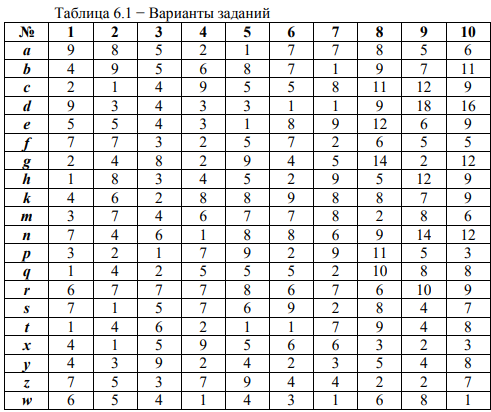 Таблица 6.1 − Варианты заданий
№ 1 2 3 4 5 6 7 8 9 10
a 9 8 5 2 1 7 7 8 5 6
b 4 9 5 6 8 7 1 9 7 11
c 2 1 4 9 5 5 8 11 12 9
d 9 3 4 3 3 1 1 9 18 16
e 5 5 4 3 1 8 9 12 6 9
f 7 7 3 2 5 7 2 6 5 5
g 2 4 8 2 9 4 5 14 2 12
h 1 8 3 4 5 2 9 5 12 9
k 4 6 2 8 8 9 8 8 7 9
m 3 7 4 6 7 7 8 2 8 6
n 7 4 6 1 8 8 6 9 14 12
p 3 2 1 7 9 2 9 11 5 3
q 1 4 2 5 5 5 2 10 8 8
r 6 7 7 7 8 6 7 6 10 9
s 7 1 5 7 6 9 2 8 4 7
t 1 4 6 2 1 1 7 9 4 8
x 4 1 5 9 5 6 6 3 2 3
y 4 3 9 2 4 2 3 5 4 8
z 7 5 3 7 9 4 4 2 2 7
w 6 5 4 1 4 3 1 6 8 1